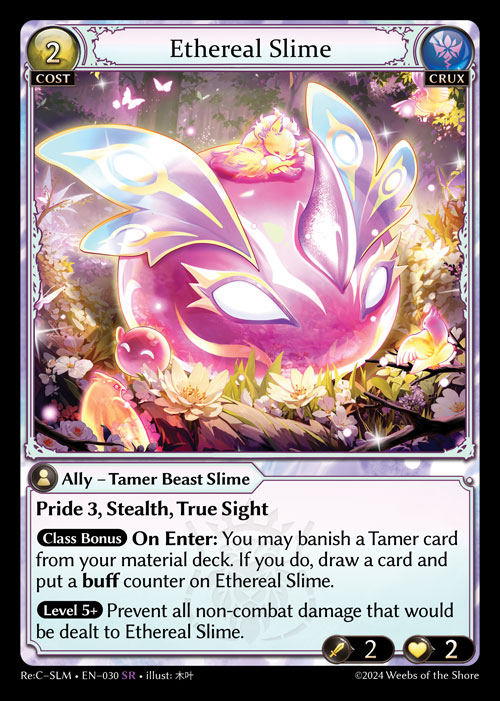 2
Ethereal Slime
COST
CRUX
Ally – Tamer Beast Slime
Pride 3, Stealth, True Sight
Class Bonus On Enter: You may banish a Tamer card
from your material deck. If you do, draw a card and
put a buff counter on Ethereal Slime.
Level 5+ Prevent all non-combat damage that would
be dealt to Ethereal Slime.
2
2
Re:C–SLM • EN–030 SR • illust: 木叶
©2024 Weebs of the Shore